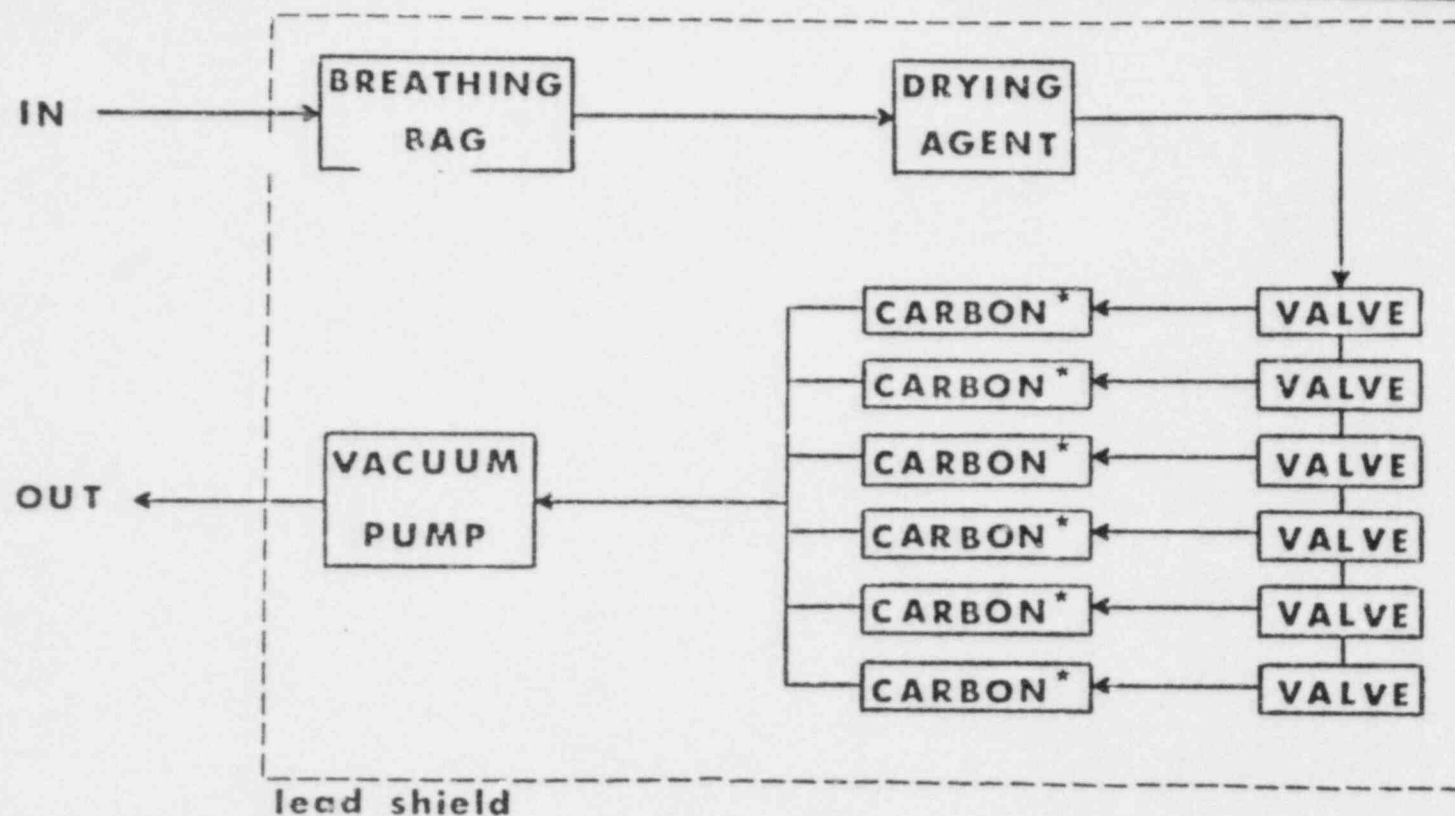 IN
BREATHING
BAG
DRYING
AGENT
CARBON*
VALVE
CARBON*
VALVE
CARBON*
VALVE
CARBON*
VALVE
CARBON*
VALVE
CARBON*
VALVE
VACUUM
PUMP
OUT
lead shield